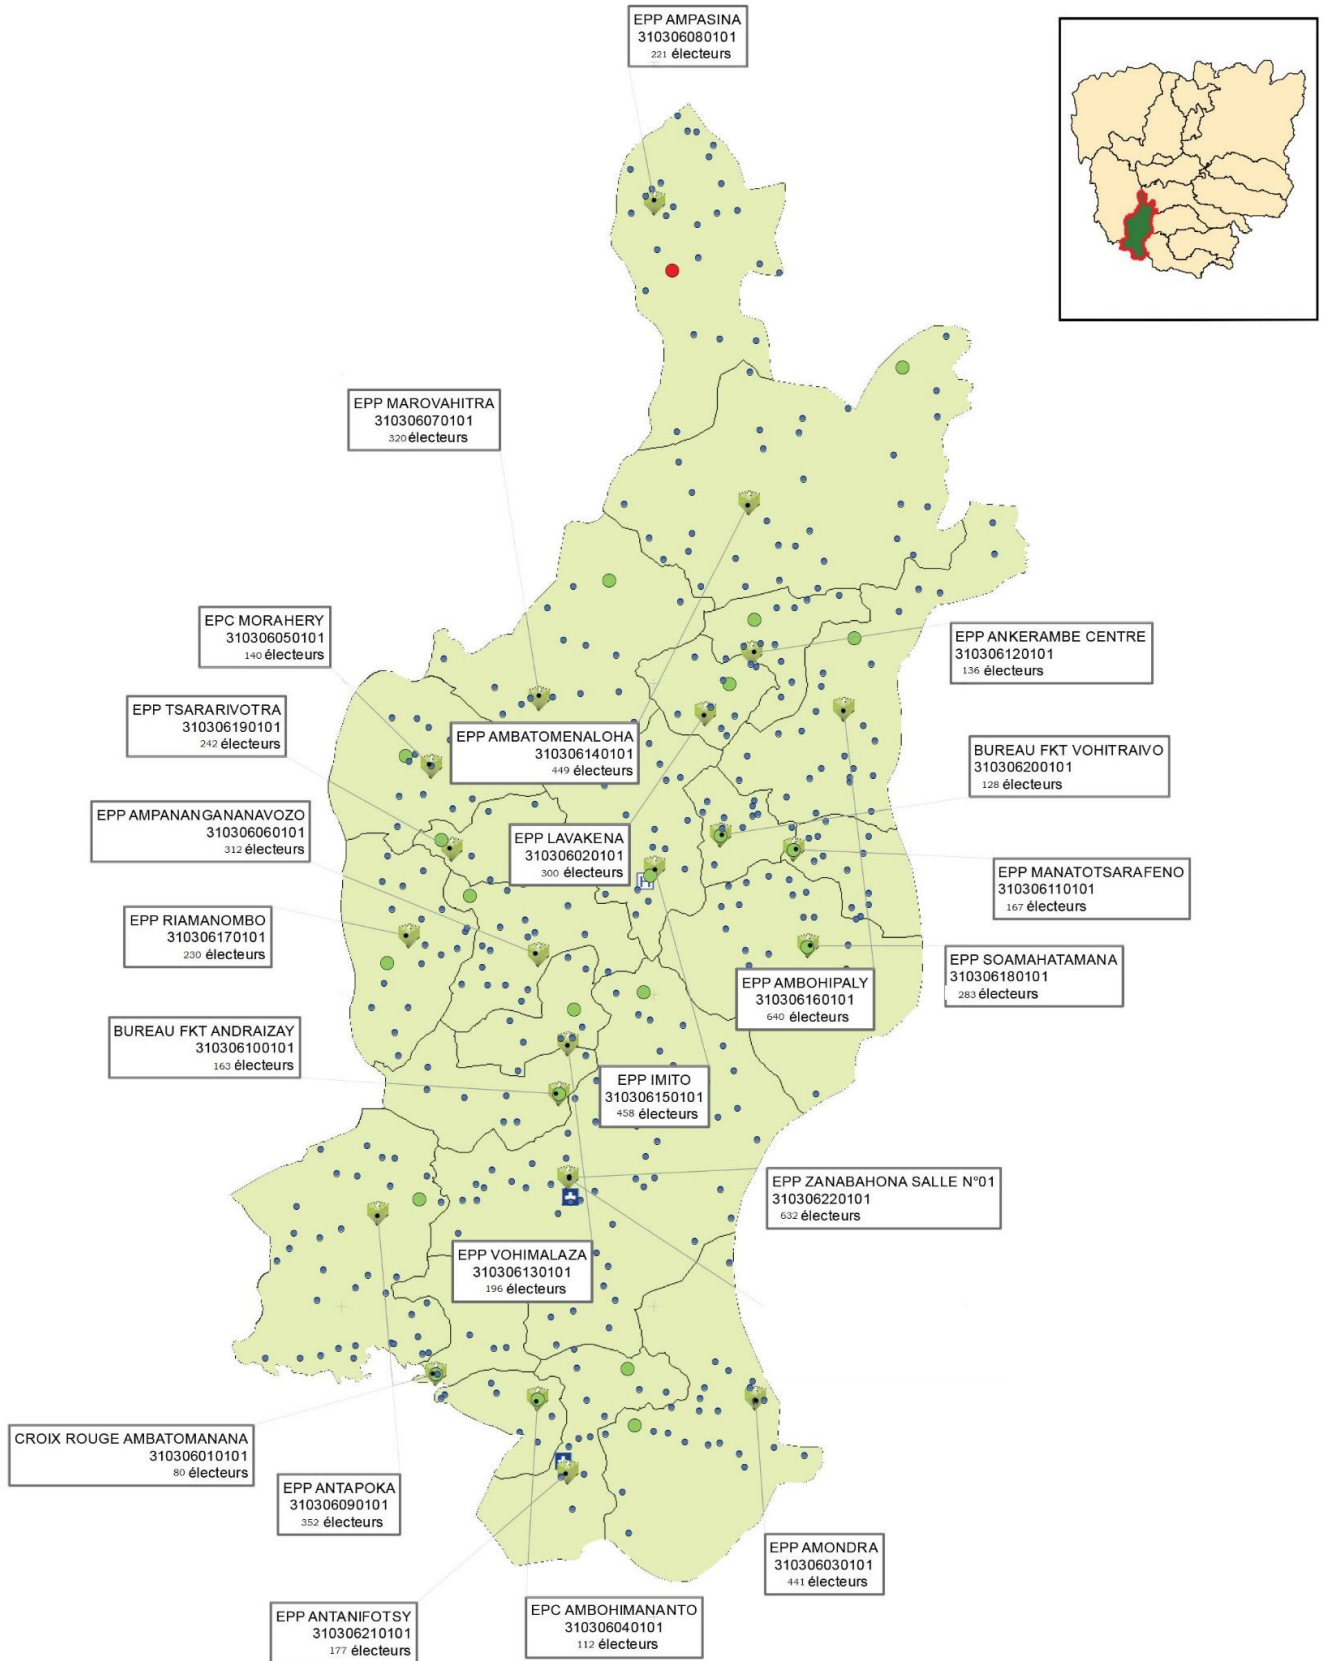 EPP AMPASINA
310306080101
221 électeurs
EPP MAROVAHITRA
310306070101
320 électeurs
EPC MORAHERY
310306050101
140 électeurs
EPP ANKERAMBE CENTRE
310306120101
136 électeurs
EPP TSARARIVOTRA
310306190101
242 électeurs
EPP AMBATOMENALOHA
310306140101
449 électeurs
BUREAU FKT VOHITRAIVO
310306200101
128 électeurs
EPP AMPANANGANANAVOZO
310306060101
312 électeurs
EPP LAVAKENA
310306020101
300 électeurs
H
EPP MANATOTSARAFENO
310306110101
167 électeurs
EPP RIAMANOMBO
310306170101
230 électeurs
EPP SOAMAHATAMANA
310306180101
283 électeurs
EPP AMBOHIPALY
310306160101
640 électeurs
BUREAU FKT ANDRAIZAY
310306100101
163 électeurs
EPP IMITO
310306150101
458 électeurs
EPP ZANABAHONA SALLE N°01
310306220101
632 électeurs
EPP VOHIMALAZA
310306130101
196 électeurs
CROIX ROUGE AMBATOMANANA
310306010101
80 électeurs
EPP ANTAPOKA
310306090101
352 électeurs
EPP AMONDRA
310306030101
441 électeurs
EPP ANTANIFOTSY
310306210101
177 électeurs
EPC AMBOHIMANANTO
310306040101
112 électeurs